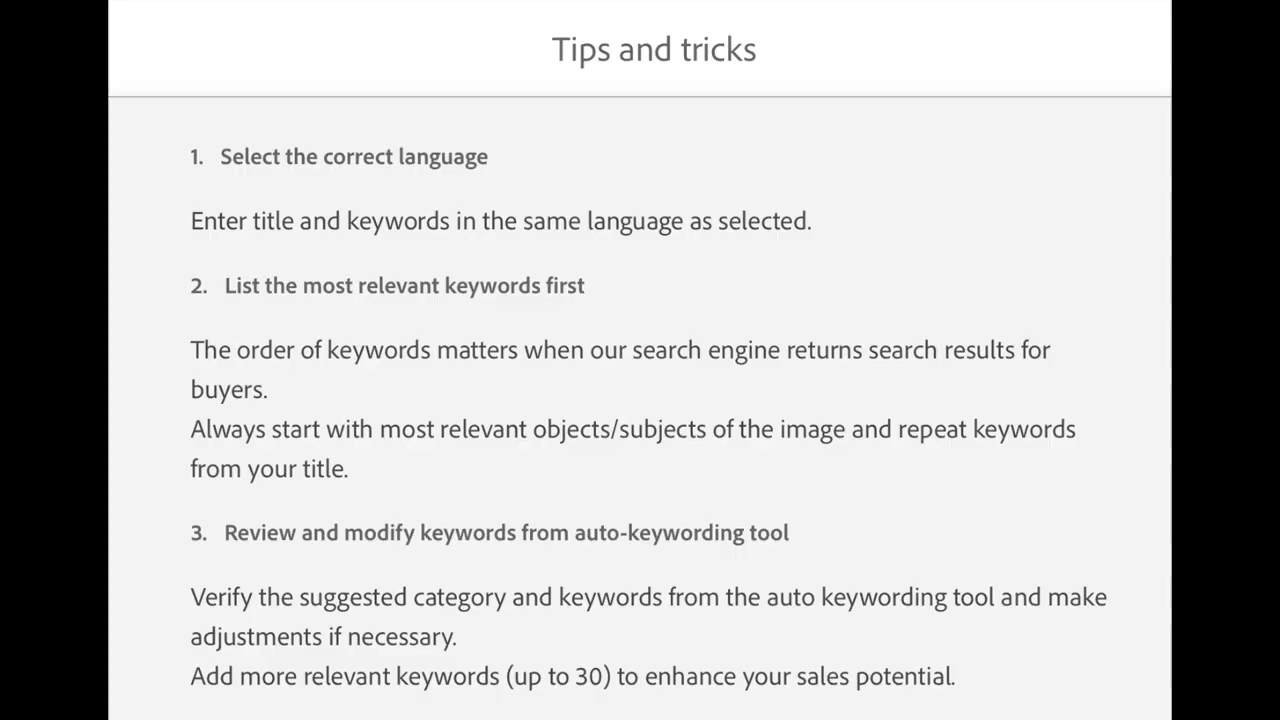 Tips and tricks
1. Select the correct language
Enter title and keywords in the same language as selected.
2. List the most relevant keywords first
The order of keywords matters when our search engine returns search results for
buyers.
Always start with most relevant objects/subjects of the image and repeat keywords
from your title.
3. Review and modify keywords from auto-keywording tool
Verify the suggested category and keywords from the auto keywording tool and make
adjustments if necessary.
Add more relevant keywords (up to 30) to enhance your sales potential.